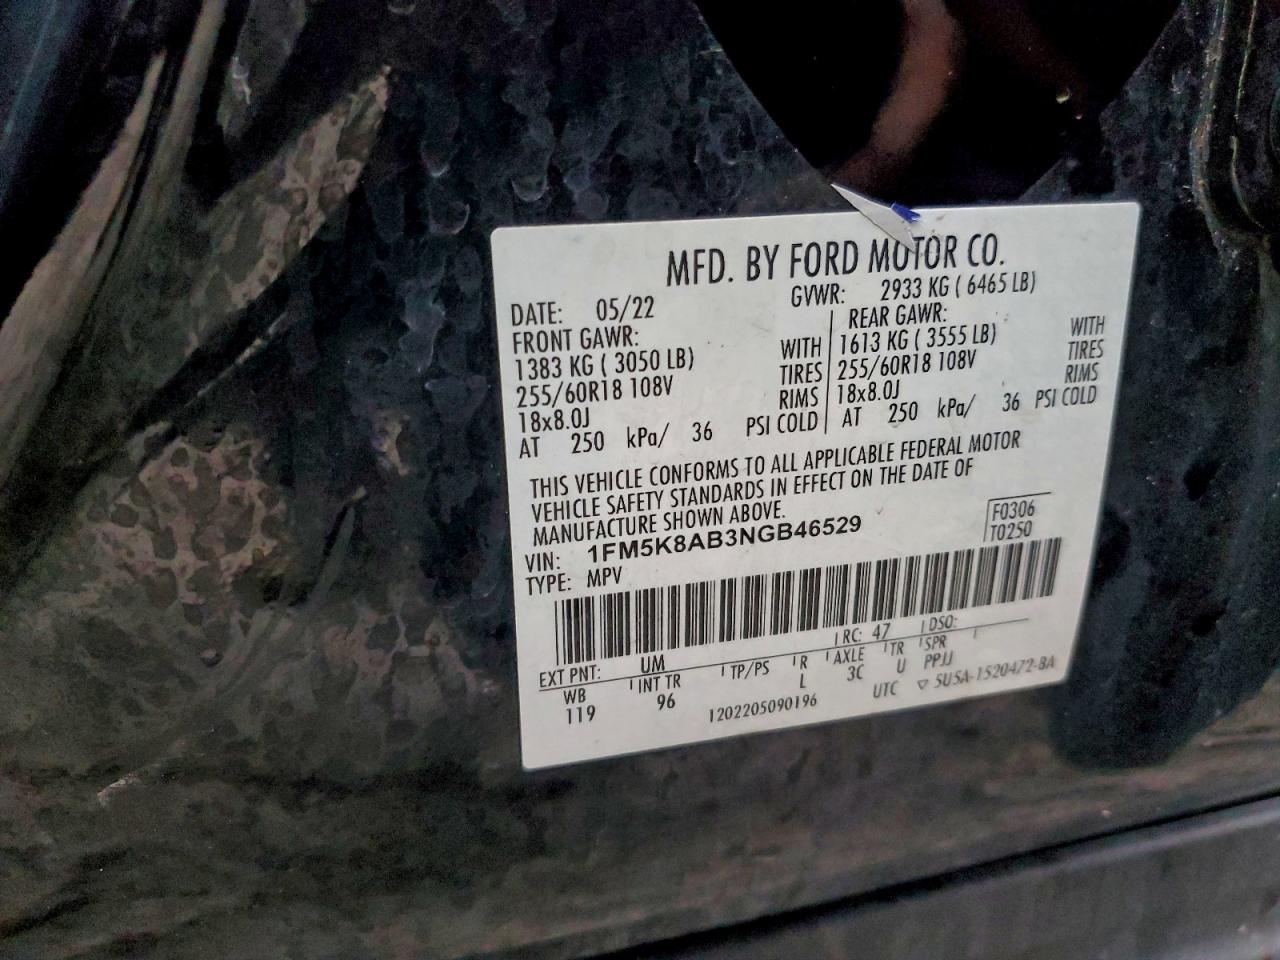 MFD. BY FORD MOTOR CO.
DATE: 05/22 GVWR: 2933 KG ( 6465 LB)
FRONT GAWR: REAR GAWR:
1383 KG ( 3050 LB) WITH 1613 KG ( 3555 LB) WITH
255/60R18 108V TIRES 255/60R18 108V TIRES
18x8.0J RIMS 18x8.0J RIMS
AT 250 kPa/ 36 PSI COLD AT 250 kPa/ 36 PSI COLD
THIS VEHICLE CONFORMS TO ALL APPLICABLE FEDERAL MOTOR
VEHICLE SAFETY STANDARDS IN EFFECT ON THE DATE OF
MANUFACTURE SHOWN ABOVE.
VIN: 1FM5K8AB3NGB46529 F0306
TYPE: MPV T0250
EXT PNT: UM RC: 47 DSO:
WB INT TR TP/PS R AXLE TR SPR
119 96 L 3C U PPJJ
1202205090196 UTC ▽ 5U5A-1520472-BA